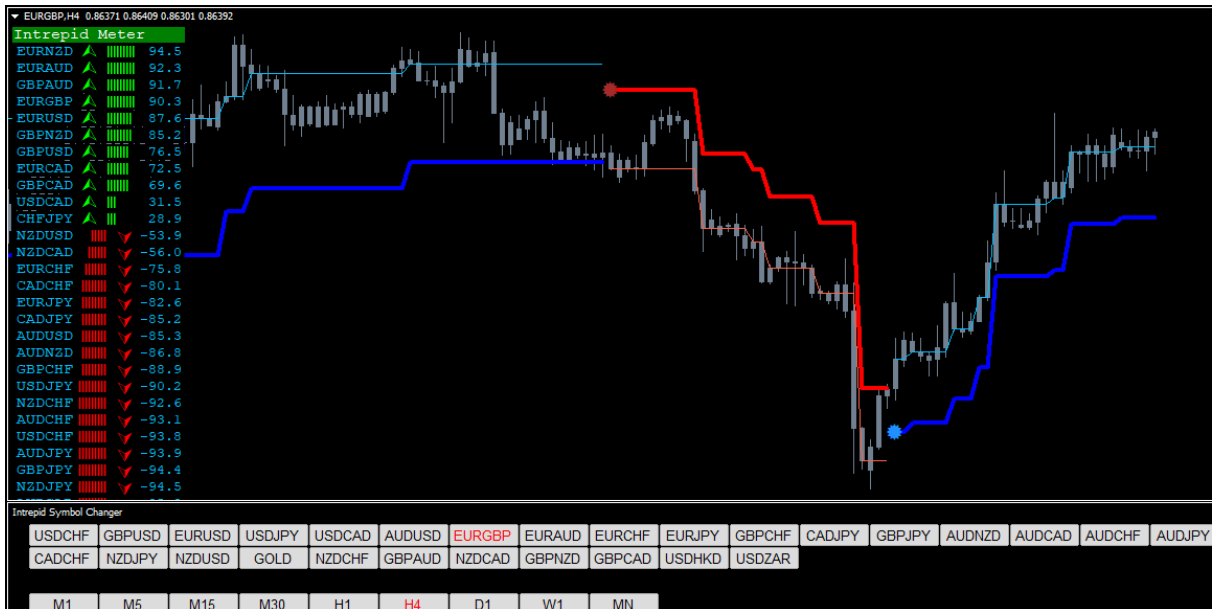 EURGBP,H4 0.86371 0.86409 0.86301 0.86392
Intrepid Meter
EURNZD 94.5
EURAUD 92.3
GBPAUD 91.7
EURGBP 90.3
EURUSD 87.6
GBPNZD 85.2
GBPUSD 76.5
EURCAD 72.5
GBPCAD 69.6
USDCAD 31.5
CHFJPY 28.9
NZDUSD -53.9
NZDCAD -56.0
EURCHF -75.8
CADCHF -80.1
EURJPY -82.6
CADJPY -85.2
AUDUSD -85.3
AUDNZD -86.8
GBPCHF -88.9
USDJPY -90.2
NZDCHF -92.6
AUDCHF -93.1
USDCHF -93.8
AUDJPY -93.9
GBPJPY -94.4
NZDJPY -94.5
Intrepid Symbol Changer
USDCHF GBPUSD EURUSD USDJPY USDCAD AUDUSD EURGBP EURAUD EURCHF EURJPY GBPCHF CADJPY GBPJPY AUDNZD AUDCAD AUDCHF AUDJPY
CADCHF NZDJPY NZDUSD GOLD NZDCHF GBPAUD NZDCAD GBPNZD GBPCAD USDHKD USDZAR
M1 M5 M15 M30 H1 H4 D1 W1 MN